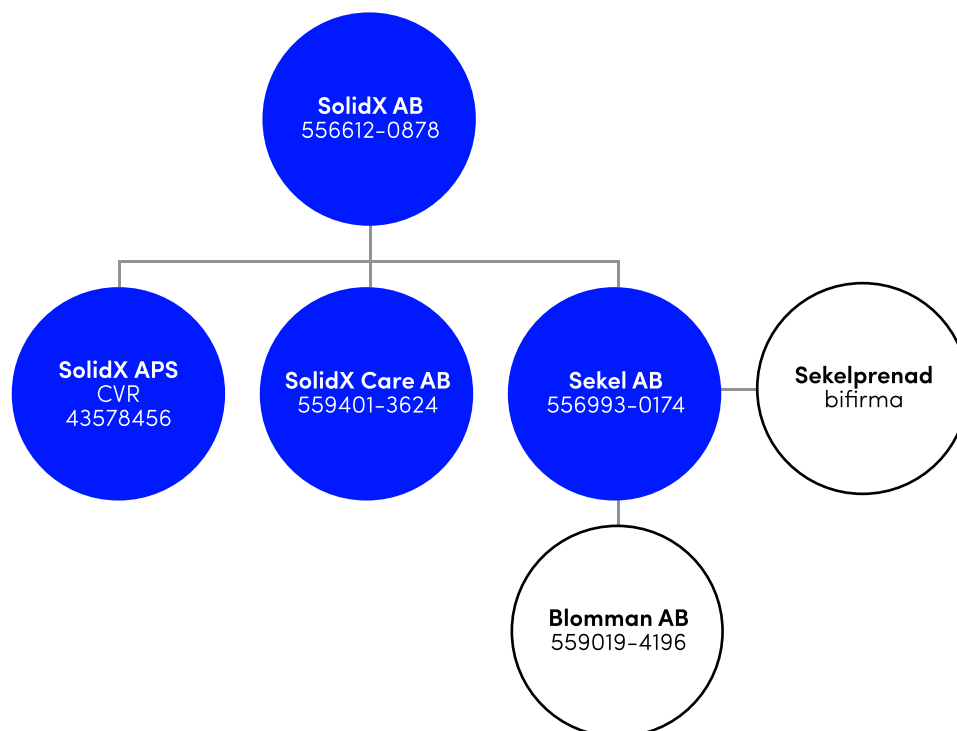 SolidX AB
556612-0878
SolidX APS
CVR
43578456
SolidX Care AB
559401-3624
Sekel AB
556993-0174
Sekelprenad
bifirma
Blomman AB
559019-4196